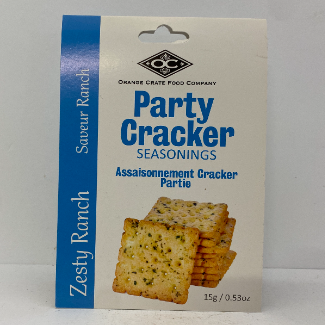 OC
ORANGE CRATE FOOD COMPANY
Party
Cracker
SEASONINGS
Assaisonnement Cracker
Partie
Zesty Ranch
Saveur Ranch
15g / 0.53oz